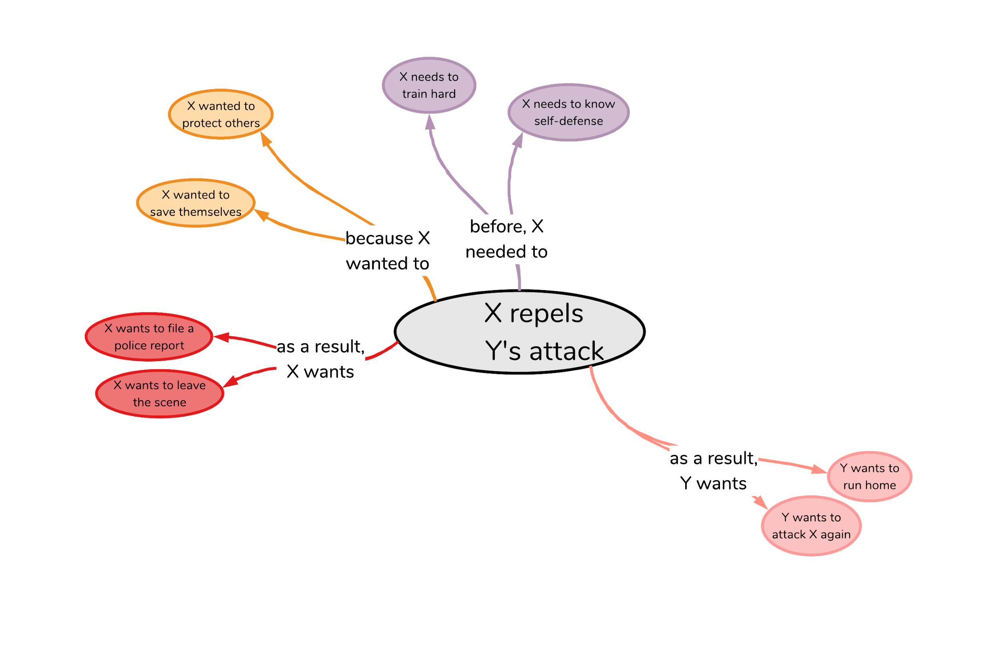 X needs to
train hard
X needs to know
self-defense
X wanted to
protect others
X wanted to
save themselves
because X
wanted to
before, X
needed to
X repels
Y's attack
X wants to file a
police report
as a result,
X wants
X wants to leave
the scene
as a result,
Y wants
Y wants to
run home
Y wants to
attack X again